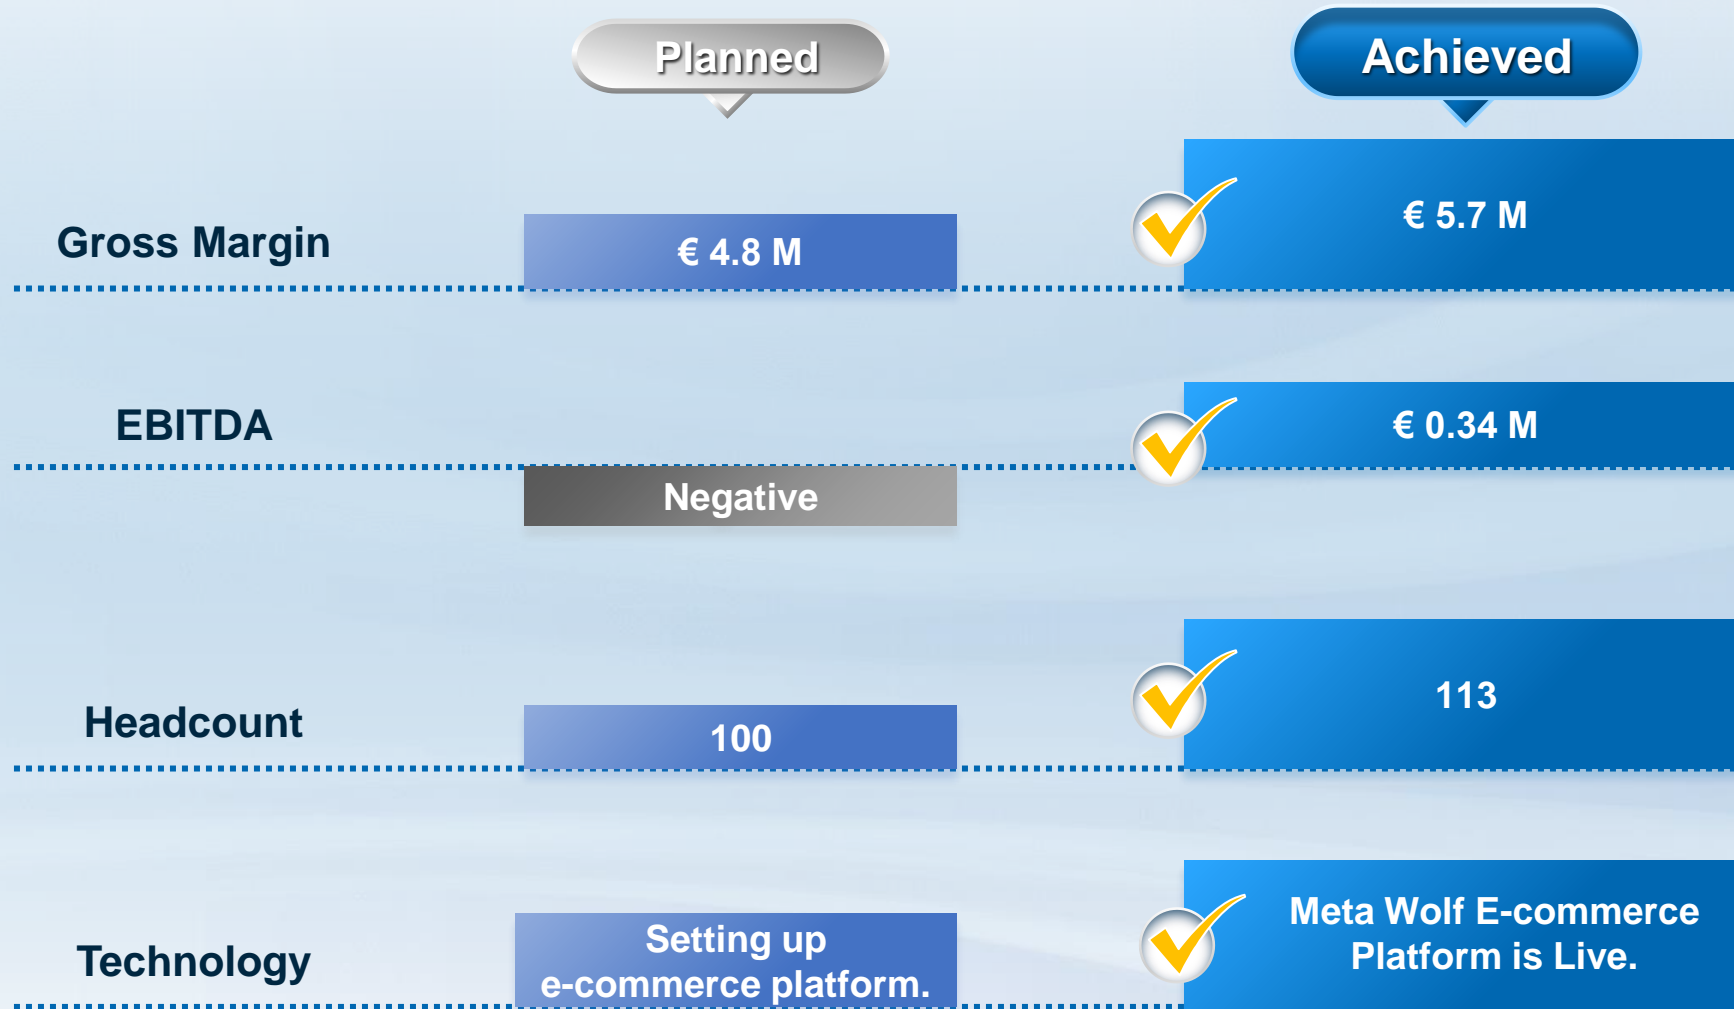 Planned
Achieved
Gross Margin
€ 4.8 M
€ 5.7 M
EBITDA
Negative
€ 0.34 M
Headcount
100
113
Technology
Setting up
e-commerce platform.
Meta Wolf E-commerce
Platform is Live.